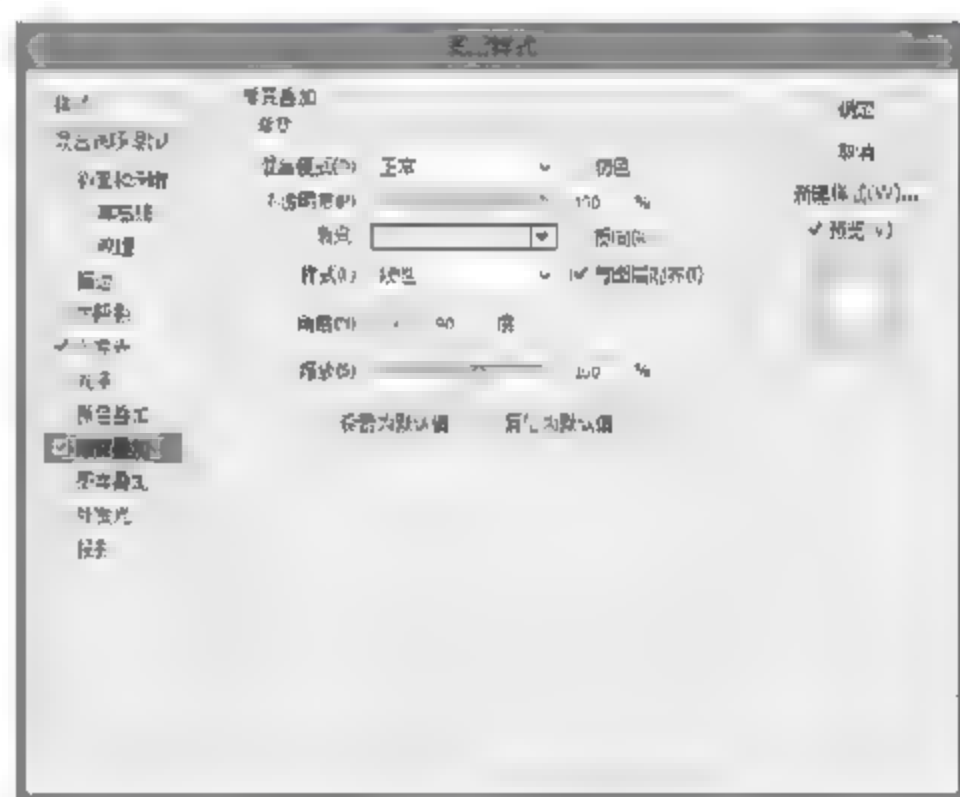 图层样式
样式
混合选项:默认
等高线
纹理
描边
内阴影
内发光
光泽
颜色叠加
渐变叠加
图案叠加
外发光
投影
渐变叠加
渐变
混合模式(O) 正常 仿色
不透明度(P) 100 %
渐变 反向(R)
样式(L) 线性 与图层对齐(I)
角度(N) 90 度
缩放(S) 100 %
设置为默认值 复位为默认值
确定
取消
新建样式(W)...
预览(V)